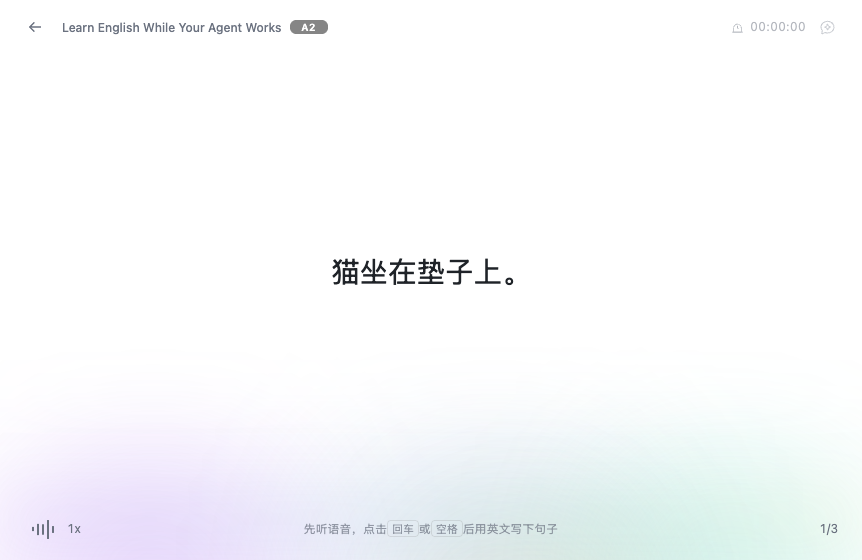 Learn English While Your Agent Works A2 00:00:00
猫坐在垫子上。
1x 先听语音，点击 回车 或 空格 后用英文写下句子 1/3